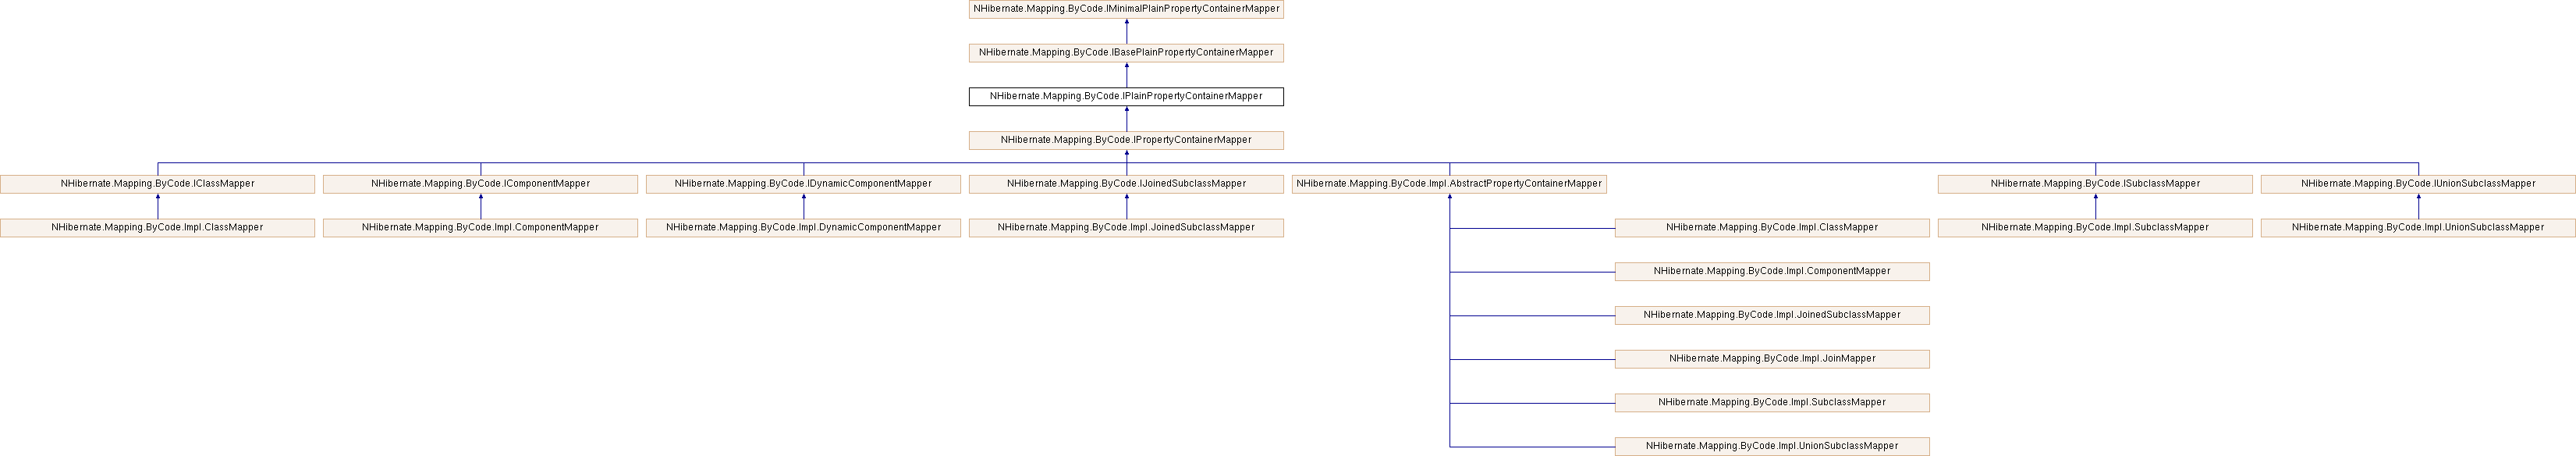 NHibernate.Mapping.ByCode.IMinimalPlainPropertyContainerMapper
NHibernate.Mapping.ByCode.IBasePlainPropertyContainerMapper
NHibernate.Mapping.ByCode.IPlainPropertyContainerMapper
NHibernate.Mapping.ByCode.IPropertyContainerMapper
NHibernate.Mapping.ByCode.IClassMapper
NHibernate.Mapping.ByCode.IComponentMapper
NHibernate.Mapping.ByCode.IDynamicComponentMapper
NHibernate.Mapping.ByCode.IJoinedSubclassMapper
NHibernate.Mapping.ByCode.Impl.AbstractPropertyContainerMapper
NHibernate.Mapping.ByCode.ISubclassMapper
NHibernate.Mapping.ByCode.IUnionSubclassMapper
NHibernate.Mapping.ByCode.Impl.ClassMapper
NHibernate.Mapping.ByCode.Impl.ComponentMapper
NHibernate.Mapping.ByCode.Impl.DynamicComponentMapper
NHibernate.Mapping.ByCode.Impl.JoinedSubclassMapper
NHibernate.Mapping.ByCode.Impl.ClassMapper
NHibernate.Mapping.ByCode.Impl.SubclassMapper
NHibernate.Mapping.ByCode.Impl.UnionSubclassMapper
NHibernate.Mapping.ByCode.Impl.ComponentMapper
NHibernate.Mapping.ByCode.Impl.JoinedSubclassMapper
NHibernate.Mapping.ByCode.Impl.JoinMapper
NHibernate.Mapping.ByCode.Impl.SubclassMapper
NHibernate.Mapping.ByCode.Impl.UnionSubclassMapper